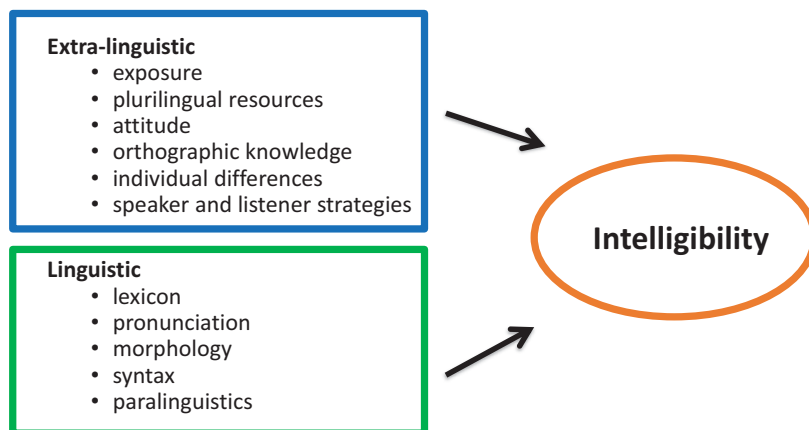 Extra-linguistic
• exposure
• plurilingual resources
• attitude
• orthographic knowledge
• individual differences
• speaker and listener strategies
Linguistic
• lexicon
• pronunciation
• morphology
• syntax
• paralinguistics
Intelligibility